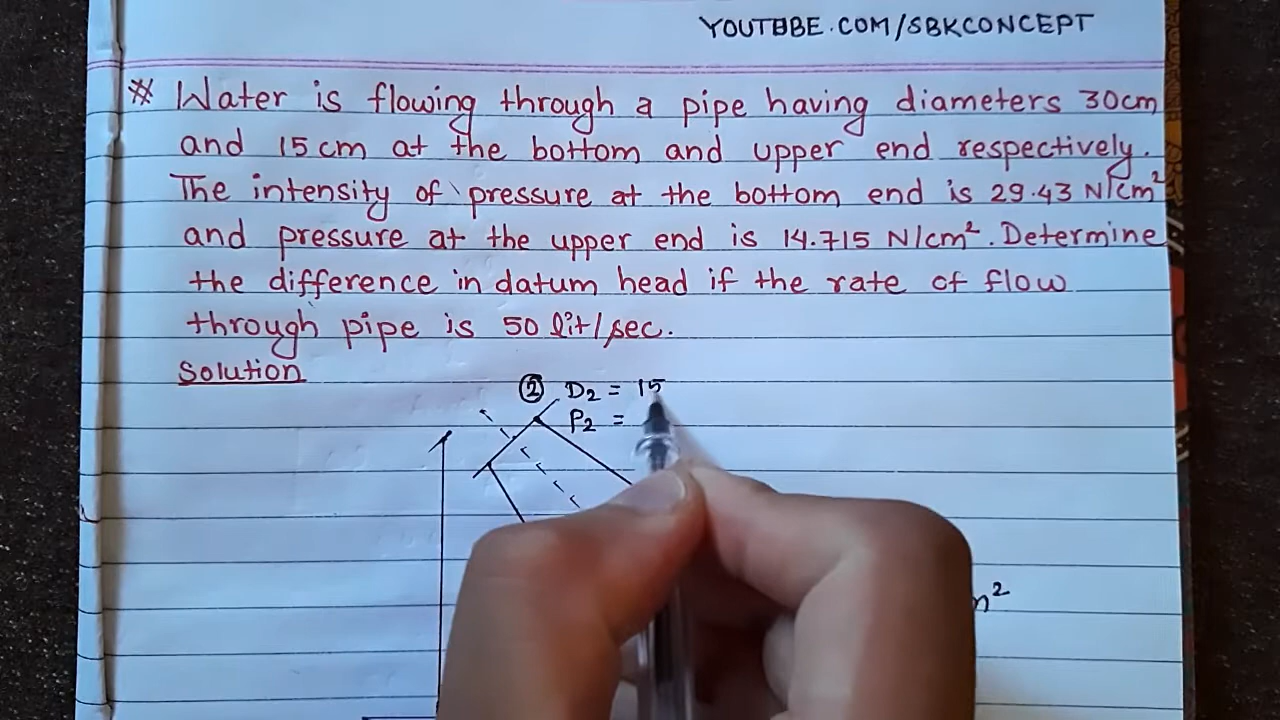 YOUTUBE.COM/SBKCONCEPT
* Water is flowing through a pipe having diameters 30cm
and 15cm at the bottom and upper end respectively.
The intensity of pressure at the bottom end is 29.43 N/cm²
and pressure at the upper end is 14.715 N/cm². Determine
the difference in datum head if the rate of flow
through pipe is 50 lit/sec.
Solution
② D₂ = 15
P₂ =